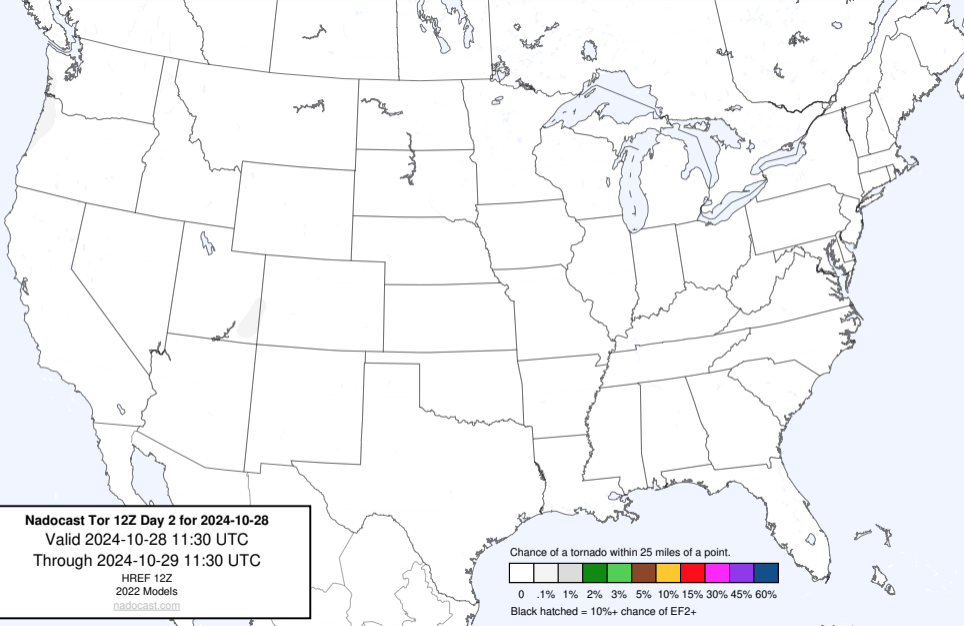 Nadocast Tor 12Z Day 2 for 2024-10-28
Valid 2024-10-28 11:30 UTC
Through 2024-10-29 11:30 UTC
HREF 12Z
2022 Models
nadocast.com
Chance of a tornado within 25 miles of a point.
0 .1% 1% 2% 3% 5% 10% 15% 30% 45% 60%
Black hatched = 10%+ chance of EF2+